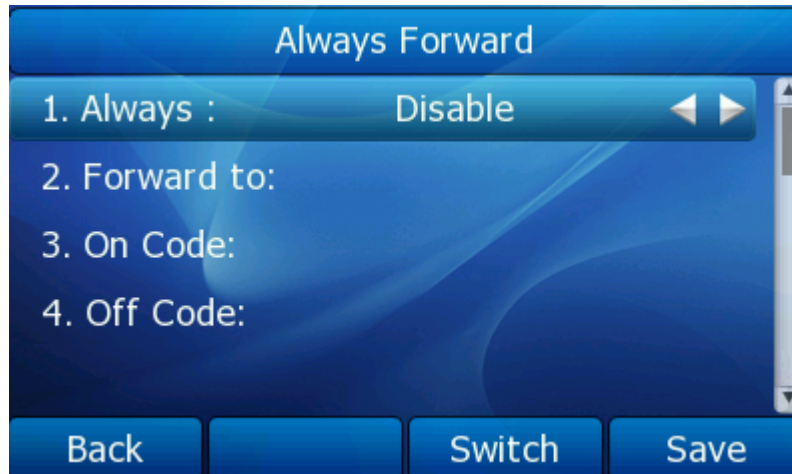 Always Forward
1. Always : Disable
2. Forward to:
3. On Code:
4. Off Code:
Back Switch Save